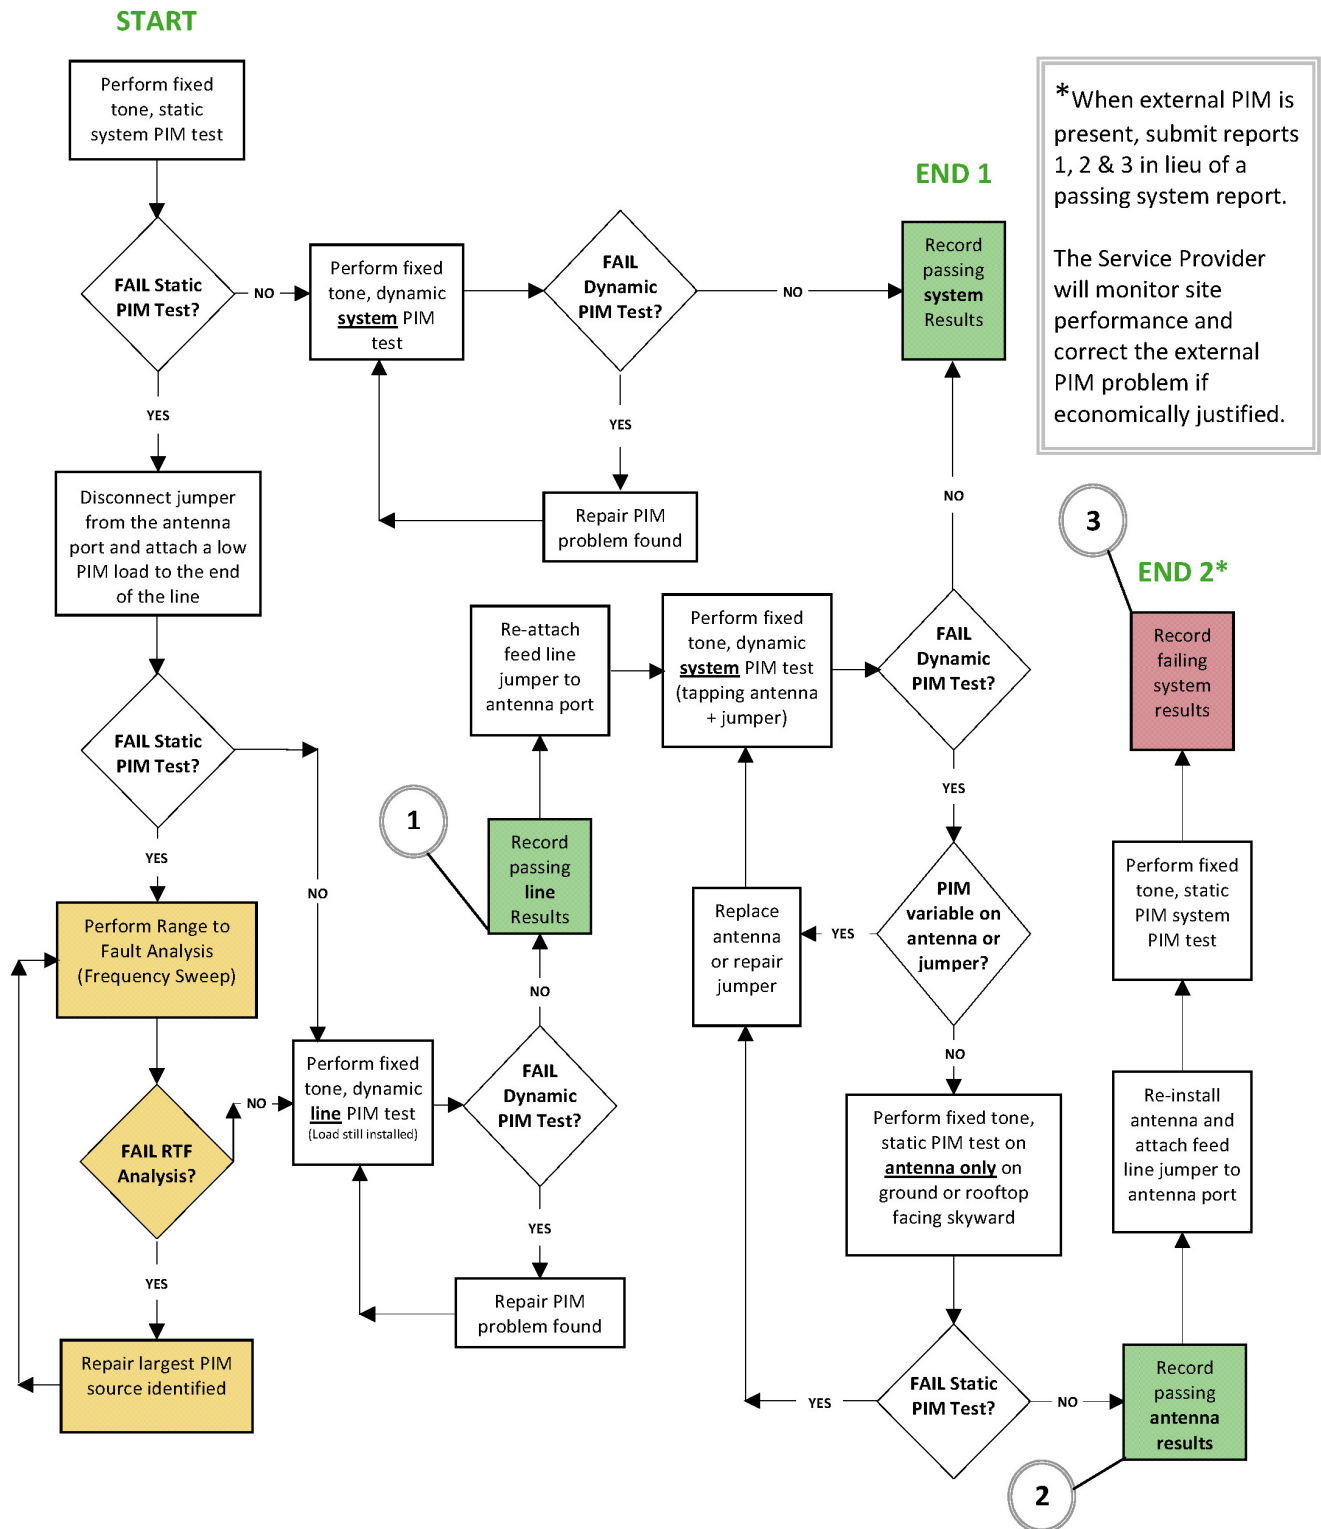 START
Perform fixed
tone, static
system PIM test
FAIL Static
PIM Test?
NO
Perform fixed
tone, dynamic
system PIM
test
FAIL
Dynamic
PIM Test?
NO
END 1
Record
passing
system
Results
*When external PIM is
present, submit reports
1, 2 & 3 in lieu of a
passing system report.
The Service Provider
will monitor site
performance and
correct the external
PIM problem if
economically justified.
YES
YES
Repair PIM
problem found
Disconnect jumper
from the antenna
port and attach a low
PIM load to the end
of the line
FAIL Static
PIM Test?
YES
NO
Perform Range to
Fault Analysis
(Frequency Sweep)
FAIL RTF
Analysis?
NO
YES
Repair largest PIM
source identified
Perform fixed
tone, dynamic
line PIM test
(Load still installed)
FAIL
Dynamic
PIM Test?
YES
Repair PIM
problem found
NO
1
Record
passing
line
Results
Re-attach
feed line
jumper to
antenna port
Perform fixed
tone, dynamic
system PIM test
(tapping antenna
+ jumper)
FAIL
Dynamic
PIM Test?
NO
YES
PIM
variable on
antenna or
jumper?
YES
Replace
antenna
or repair
jumper
NO
Perform fixed tone,
static PIM test on
antenna only on
ground or rooftop
facing skyward
FAIL Static
PIM Test?
YES
NO
Record
passing
antenna
results
2
Re-install
antenna and
attach feed
line jumper to
antenna port
Perform fixed
tone, static
PIM system
PIM test
3
END 2*
Record
failing
system
results